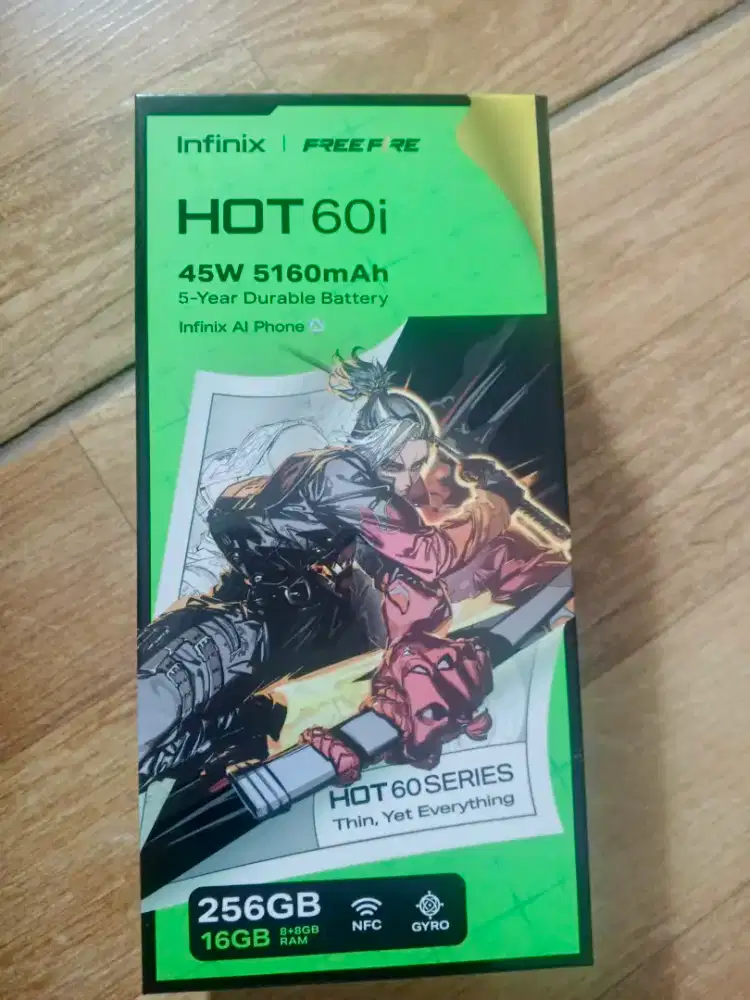 Infinix | FREE FIRE
HOT 60i
45W 5160mAh
5-Year Durable Battery
Infinix AI Phone
HOT 60 SERIES
Thin, Yet Everything
256GB
16GB 8+8GB RAM
NFC
GYRO